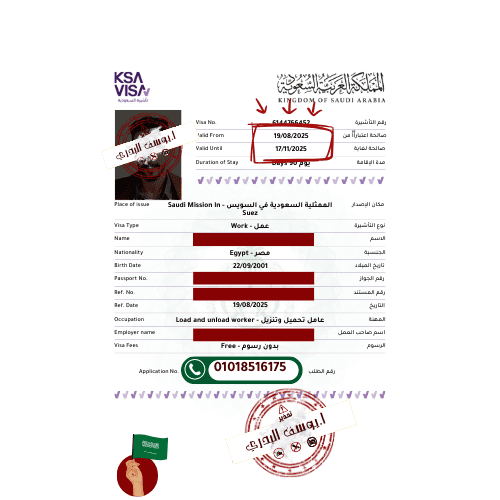 KSA
VISA
تأشيرة السعودية
المملكة العربية السعودية
KINGDOM OF SAUDI ARABIA
Visa No. 6144766452 رقم التأشيرة
Valid From 19/08/2025 صالحة اعتباراً من
Valid Until 17/11/2025 صالحة لغاية
Duration of Stay Days 90 يوم مدة الإقامة
ا.يوسف البدري
Place of issue Saudi Mission In - الممثلية السعودية في السويس مكان الإصدار
Suez
Visa Type Work - عمل نوع التأشيرة
Name الاسم
Nationality Egypt - مصر الجنسية
Birth Date 22/09/2001 تاريخ الميلاد
Passport No. رقم الجواز
Ref. No. رقم المستند
Ref. Date 19/08/2025 التاريخ
Occupation Load and unload worker - عامل تحميل وتنزيل المهنة
Employer name اسم صاحب العمل
Visa Fees Free - بدون رسوم الرسوم
Application No. 01018516175 رقم الطلب
تحذير
ا.يوسف البدري